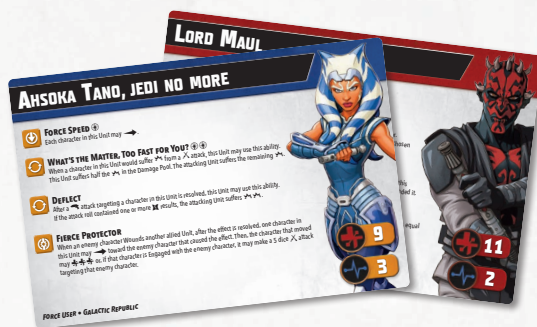 LORD MAUL
AHSOKA TANO, JEDI NO MORE
FORCE SPEED
Each character in this Unit may
WHAT'S THE MATTER, TOO FAST FOR YOU?
When a character in this Unit would suffer from a attack, this Unit may use this ability.
This Unit suffers half the in the Damage Pool. The attacking Unit suffers the remaining
DEFLECT
After a attack targeting a character in this Unit is resolved, this Unit may use this ability.
If the attack roll contained one or more results, the attacking Unit suffers
FIERCE PROTECTOR
When an enemy character Wounds another allied Unit, after the effect is resolved, one character in
this Unit may toward the enemy character that caused the effect. Then, the character that moved
may or, if that character is Engaged with the enemy character, it may make a 5 dice attack
targeting that enemy character.
FORCE USER • GALACTIC REPUBLIC
9
3
this
equal
11
2